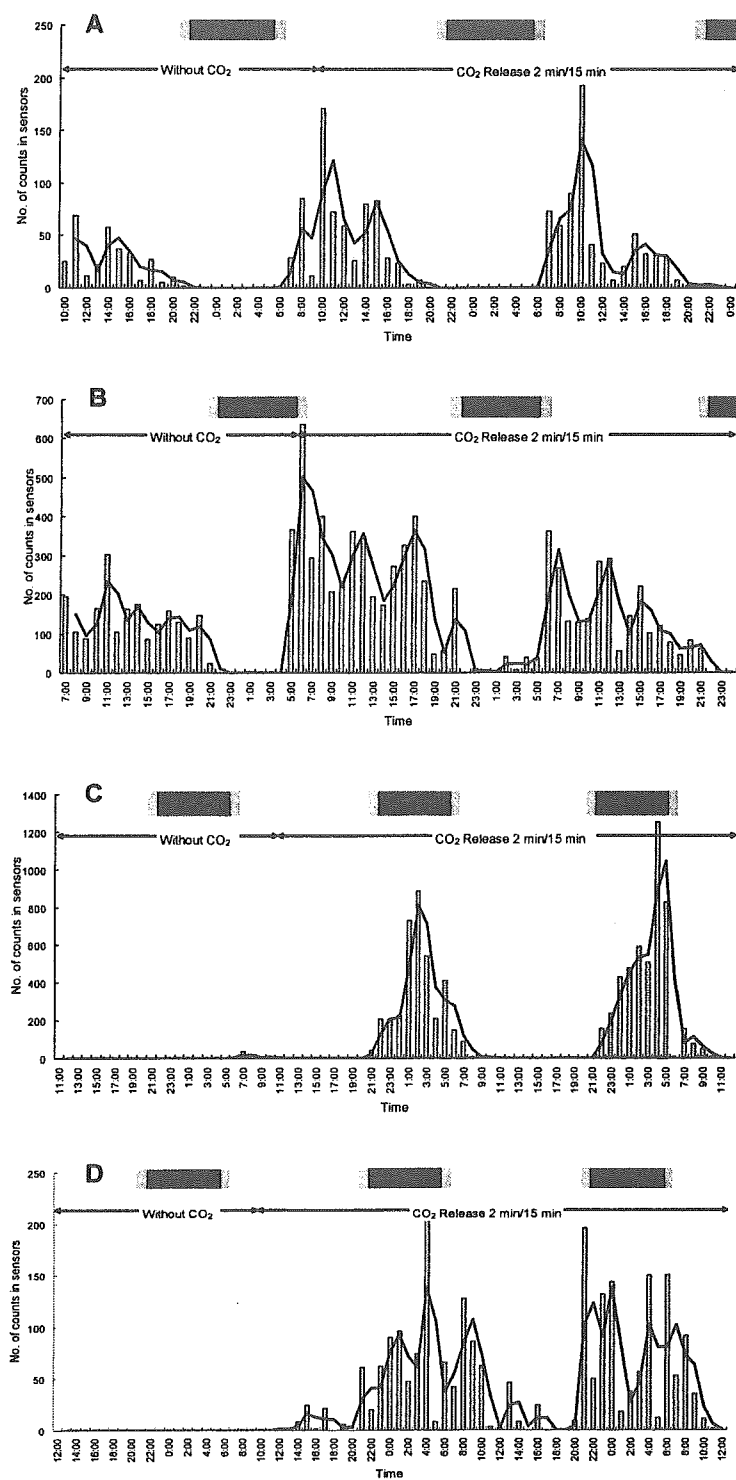 A
250
200
150
100
50
0
No. of counts in sensors
Without CO₂
CO₂ Release 2 min/15 min
10:00 12:00 14:00 16:00 18:00 20:00 22:00 0:00 2:00 4:00 6:00 8:00 10:00 12:00 14:00 16:00 18:00 20:00 22:00 0:00 2:00 4:00 6:00 8:00 10:00 12:00 14:00 16:00 18:00 20:00 22:00 0:00
Time
B
700
600
500
400
300
200
100
0
No. of counts in sensors
Without CO₂
CO₂ Release 2 min/15 min
7:00 9:00 11:00 13:00 15:00 17:00 19:00 21:00 23:00 1:00 3:00 5:00 7:00 9:00 11:00 13:00 15:00 17:00 19:00 21:00 23:00 1:00 3:00 5:00 7:00 9:00 11:00 13:00 15:00 17:00 19:00 21:00 23:00
Time
C
1400
1200
1000
800
600
400
200
0
No. of counts in sensors
Without CO₂
CO₂ Release 2 min/15 min
11:00 13:00 15:00 17:00 19:00 21:00 23:00 1:00 3:00 5:00 7:00 9:00 11:00 13:00 15:00 17:00 19:00 21:00 23:00 1:00 3:00 5:00 7:00 9:00 11:00 13:00 15:00 17:00 19:00 21:00 23:00 1:00 3:00 5:00 7:00 9:00 11:00
Time
D
250
200
150
100
50
0
No. of counts in sensors
Without CO₂
CO₂ Release 2 min/15 min
12:00 14:00 16:00 18:00 20:00 22:00 0:00 2:00 4:00 6:00 8:00 10:00 12:00 14:00 16:00 18:00 20:00 22:00 0:00 2:00 4:00 6:00 8:00 10:00 12:00 14:00 16:00 18:00 20:00 22:00 0:00 2:00 4:00 6:00 8:00 10:00 12:00
Time